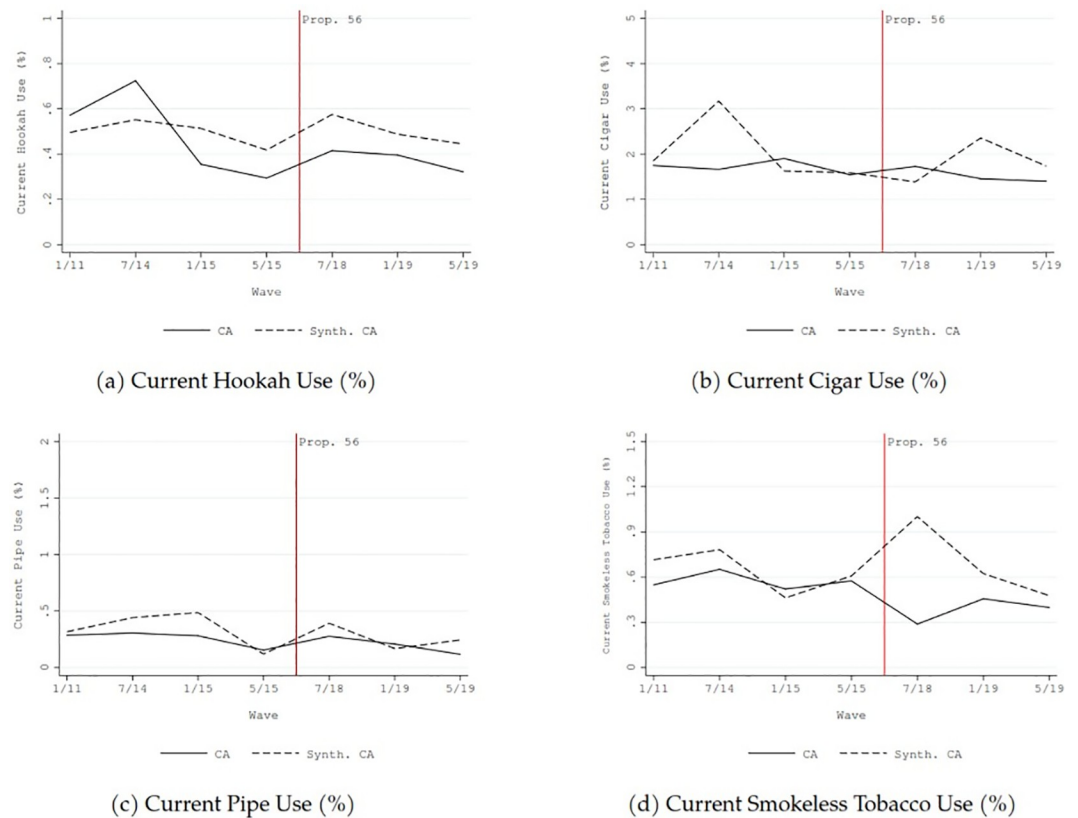 Prop. 56
Current Hookah Use (%)
1
.8
.6
.4
.2
0
1/11 7/14 1/15 5/15 7/18 1/19 5/19
Wave
CA Synth. CA
(a) Current Hookah Use (%)
Prop. 56
Current Cigar Use (%)
5
4
3
2
1
0
1/11 7/14 1/15 5/15 7/18 1/19 5/19
Wave
CA Synth. CA
(b) Current Cigar Use (%)
Prop. 56
Current Pipe Use (%)
2
1.5
1
.5
0
1/11 7/14 1/15 5/15 7/18 1/19 5/19
Wave
CA Synth. CA
(c) Current Pipe Use (%)
Prop. 56
Current Smokeless Tobacco Use (%)
1.5
1.2
.9
.6
.3
0
1/11 7/14 1/15 5/15 7/18 1/19 5/19
Wave
CA Synth. CA
(d) Current Smokeless Tobacco Use (%)